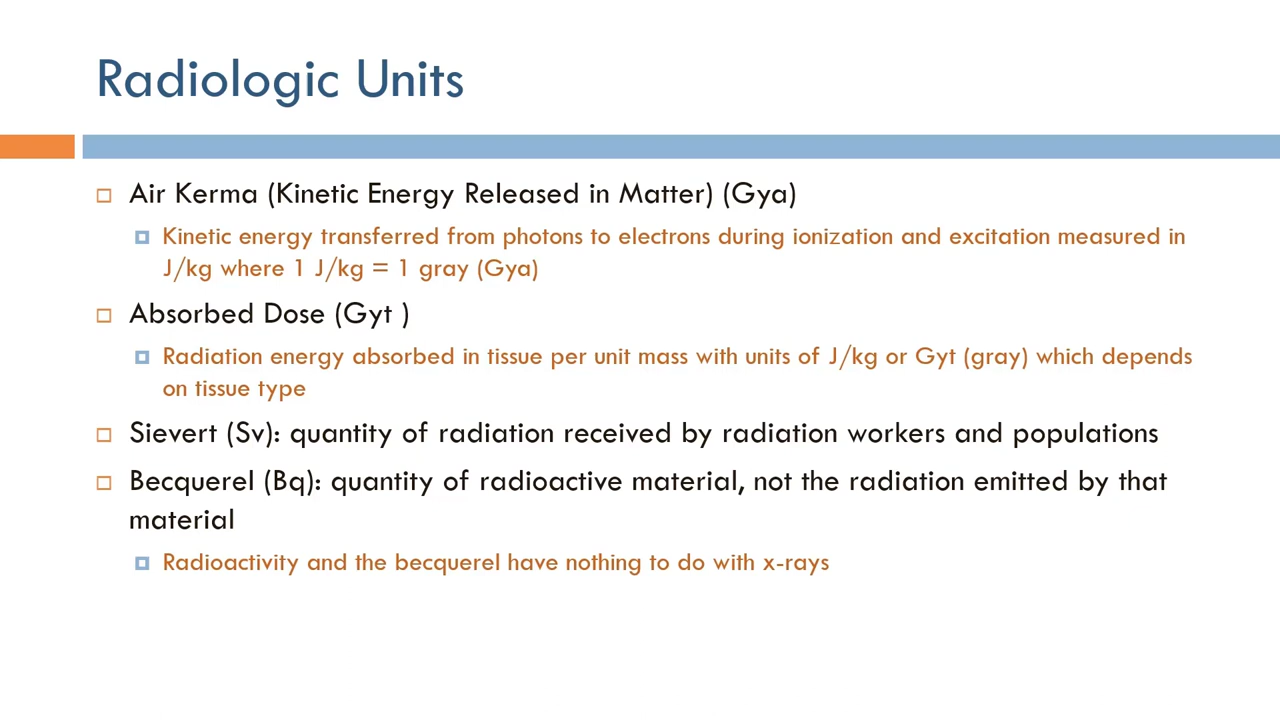 Radiologic Units
Air Kerma (Kinetic Energy Released in Matter) (Gya)
Kinetic energy transferred from photons to electrons during ionization and excitation measured in
J/kg where 1 J/kg = 1 gray (Gya)
Absorbed Dose (Gyt )
Radiation energy absorbed in tissue per unit mass with units of J/kg or Gyt (gray) which depends
on tissue type
Sievert (Sv): quantity of radiation received by radiation workers and populations
Becquerel (Bq): quantity of radioactive material, not the radiation emitted by that
material
Radioactivity and the becquerel have nothing to do with x-rays